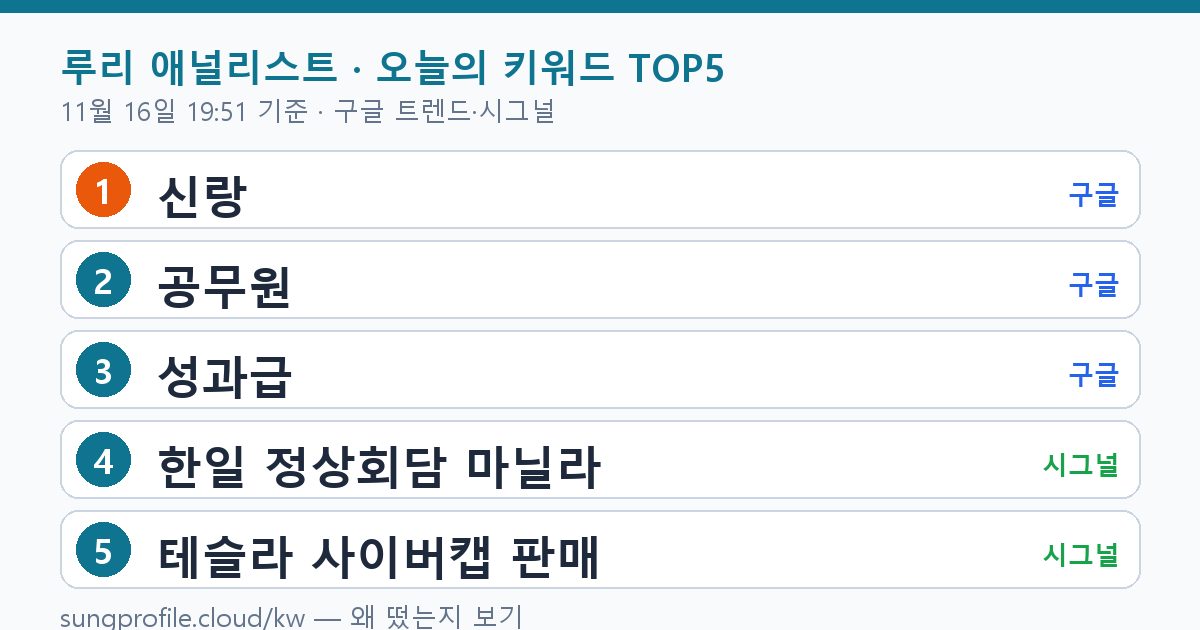 루리 애널리스트 · 오늘의 키워드 TOP5
11월 16일 19:51 기준 · 구글 트렌드·시그널
1 신랑 구글
2 공무원 구글
3 성과급 구글
4 한일 정상회담 마닐라 시그널
5 테슬라 사이버캡 판매 시그널
sungprofile.cloud/kw — 왜 떴는지 보기